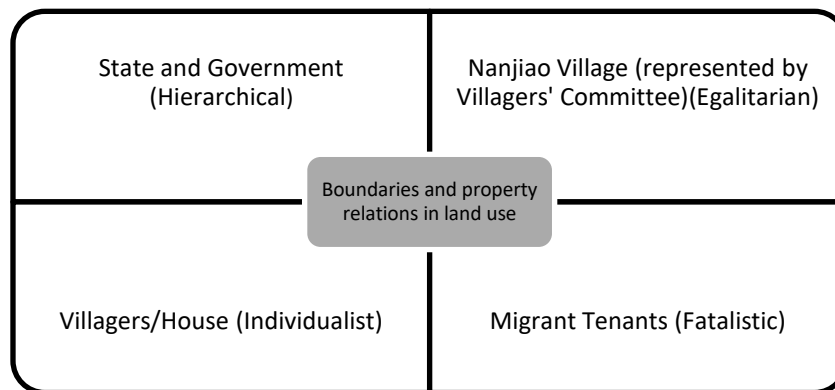 State and Government
(Hierarchical)
Nanjiao Village (represented by
Villagers' Committee)(Egalitarian)
Boundaries and property
relations in land use
Villagers/House (Individualist)
Migrant Tenants (Fatalistic)